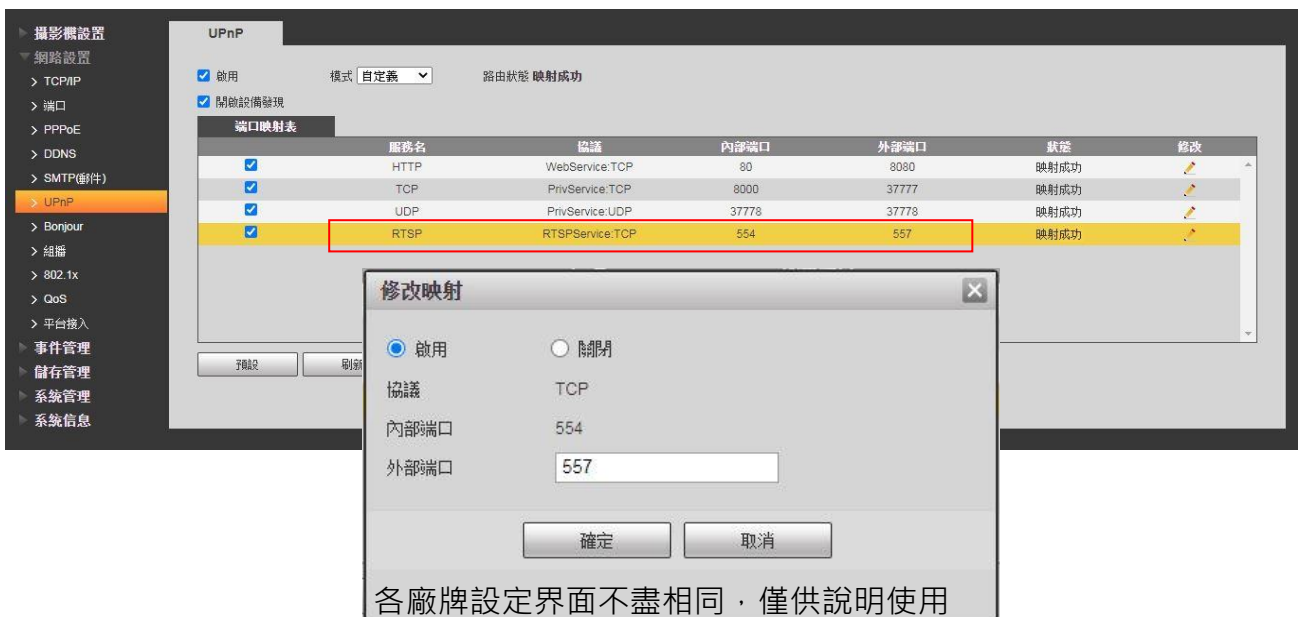 攝影機設置
UPnP
網路設置
啟用 模式 自定義 路由狀態 映射成功
TCP/IP
開啟設備發現
端口
端口映射表
PPPoE
服務名 協議 內部端口 外部端口 狀態 修改
DDNS
HTTP WebService:TCP 80 8080 映射成功
SMTP(郵件)
TCP PrivService:TCP 8000 37777 映射成功
UPnP
UDP PrivService:UDP 37778 37778 映射成功
Bonjour
RTSP RTSPService:TCP 554 557 映射成功
組播
802.1x
QoS
平台接入
事件管理
儲存管理
系統管理
系統信息
預設 刷新
修改映射
啟用 關閉
協議 TCP
內部端口 554
外部端口 557
確定 取消
各廠牌設定界面不盡相同，僅供說明使用